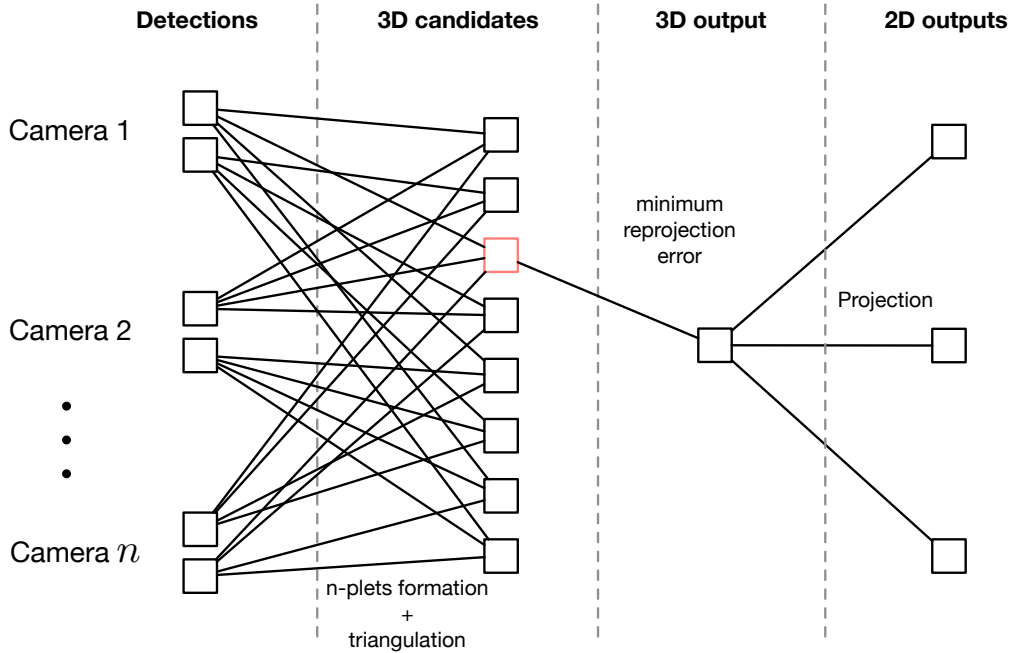 Detections
3D candidates
3D output
2D outputs
Camera 1
Camera 2
Camera n
n-plets formation
+
triangulation
minimum
reprojection
error
Projection